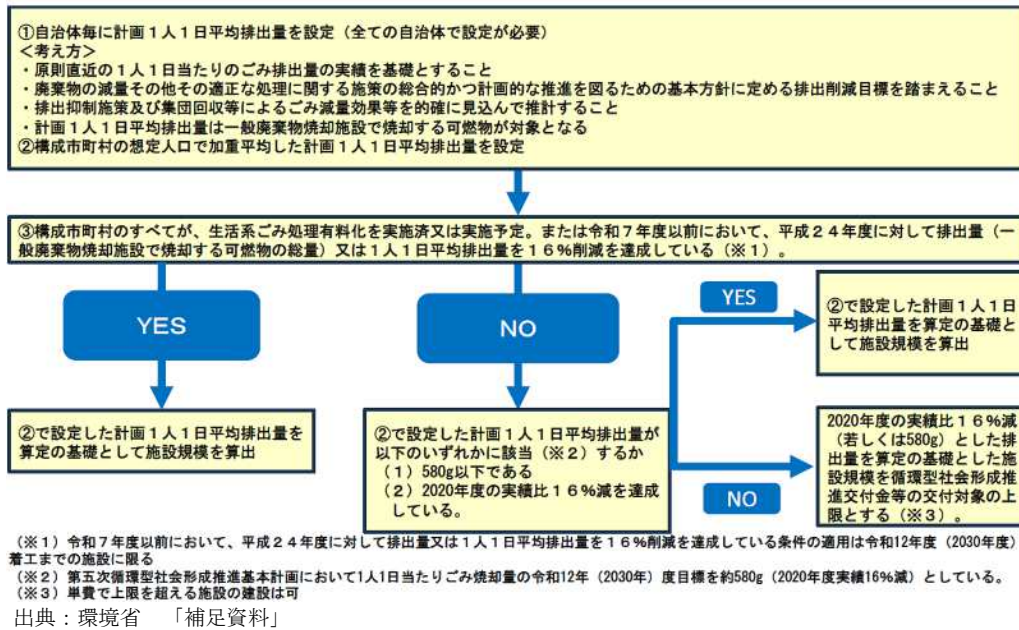 ①自治体毎に計画１人１日平均排出量を設定（全ての自治体で設定が必要）
＜考え方＞
・原則直近の１人１日当たりのごみ排出量の実績を基礎とすること
・廃棄物の減量その他その適正な処理に関する施策の総合的かつ計画的な推進を図るための基本方針に定める排出削減目標を踏まえること
・排出抑制施策及び集団回収等によるごみ減量効果等を的確に見込んで推計すること
・計画１人１日平均排出量は一般廃棄物焼却施設で焼却する可燃物が対象となる
②構成市町村の想定人口で加重平均した計画１人１日平均排出量を設定
③構成市町村のすべてが、生活系ごみ処理有料化を実施済又は実施予定。または令和７年度以前において、平成２４年度に対して排出量（一
般廃棄物焼却施設で焼却する可燃物の総量）又は１人１日平均排出量を１６％削減を達成している（※１）。
YES
NO
YES
②で設定した計画１人１日
平均排出量を算定の基礎と
して施設規模を算出
②で設定した計画１人１日平均排出量を
算定の基礎として施設規模を算出
②で設定した計画１人１日平均排出量が
以下のいずれかに該当（※２）するか
（１）580g以下である
（２）2020年度の実績比１６％減を達成
している。
NO
2020年度の実績比１６％減
（若しくは580g）とした排
出量を算定の基礎とした施
設規模を循環型社会形成推
進交付金等の交付対象の上
限とする（※３）。
（※１）令和７年度以前において、平成２４年度に対して排出量又は１人１日平均排出量を１６％削減を達成している条件の適用は令和12年度（2030年度）
着工までの施設に限る
（※２）第五次循環型社会形成推進基本計画において1人1日当たりごみ焼却量の令和12年（2030年）度目標を約580g（2020年度実績16%減）としている。
（※３）単費で上限を超える施設の建設は可
出典：環境省　「補足資料」